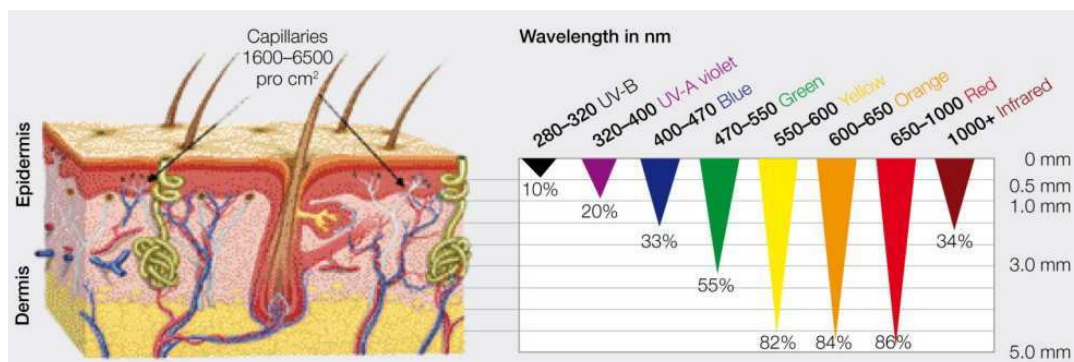 Capillaries
1600–6500
pro cm²
Epidermis
Dermis
Wavelength in nm
280–320 UV-B
320–400 UV-A violet
400–470 Blue
470–550 Green
550–600 Yellow
600–650 Orange
650–1000 Red
1000+ Infrared
10%
20%
33%
55%
82%
84%
86%
34%
0 mm
0.5 mm
1.0 mm
3.0 mm
5.0 mm